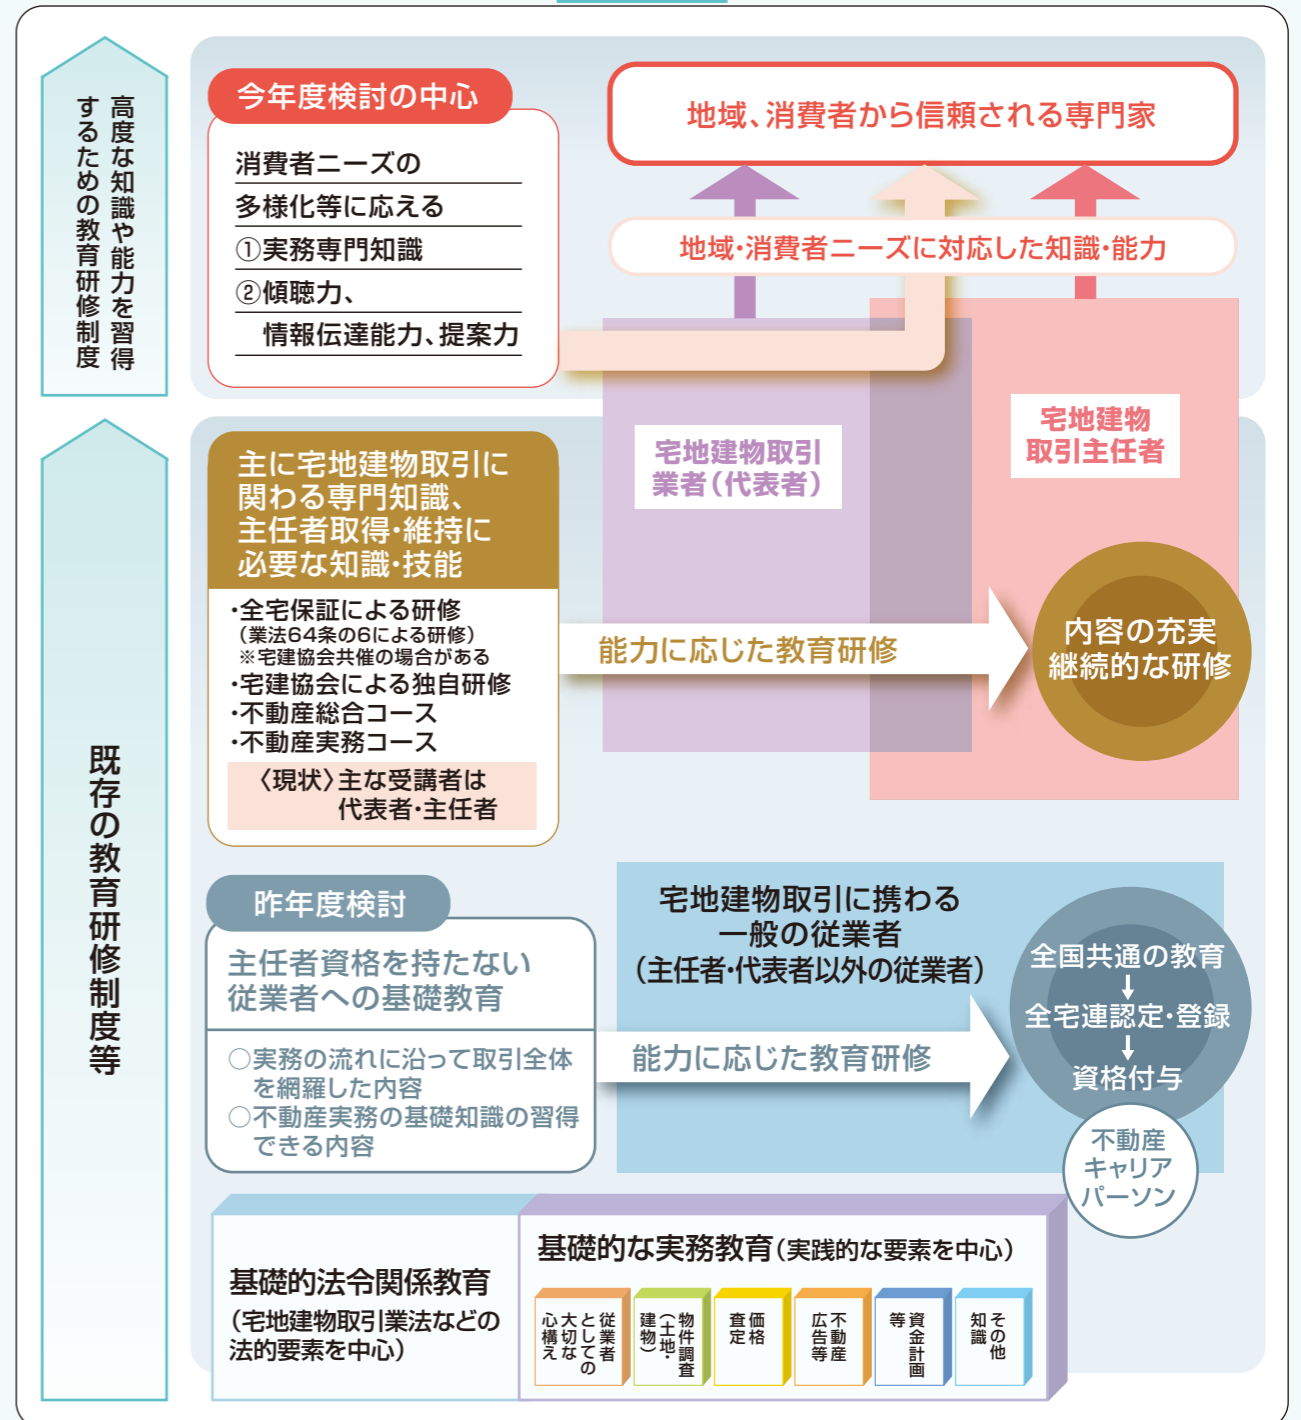 高度な知識や能力を習得
するための教育研修制度
今年度検討の中心
消費者ニーズの
多様化等に応える
①実務専門知識
②傾聴力、
情報伝達能力、提案力
地域、消費者から信頼される専門家
地域・消費者ニーズに対応した知識・能力
宅地建物取引
業者（代表者）
宅地建物
取引主任者
既存の教育研修制度等
主に宅地建物取引に
関わる専門知識、
主任者取得・維持に
必要な知識・技能
・全宅保証による研修
（業法64条の6による研修）
※宅建協会共催の場合がある
・宅建協会による独自研修
・不動産総合コース
・不動産実務コース
〈現状〉主な受講者は
代表者・主任者
能力に応じた教育研修
内容の充実
継続的な研修
昨年度検討
主任者資格を持たない
従業者への基礎教育
○実務の流れに沿って取引全体
を網羅した内容
○不動産実務の基礎知識の習得
できる内容
宅地建物取引に携わる
一般の従業者
（主任者・代表者以外の従業者）
能力に応じた教育研修
全国共通の教育
↓
全宅連認定・登録
↓
資格付与
不動産
キャリア
パーソン
基礎的法令関係教育
（宅地建物取引業法などの
法的要素を中心）
基礎的な実務教育（実践的な要素を中心）
従業者
としての
大切な
心構え
物件調査
（土地・
建物）
価格
査定
不動産
広告等
資金計画
等
その他
知識